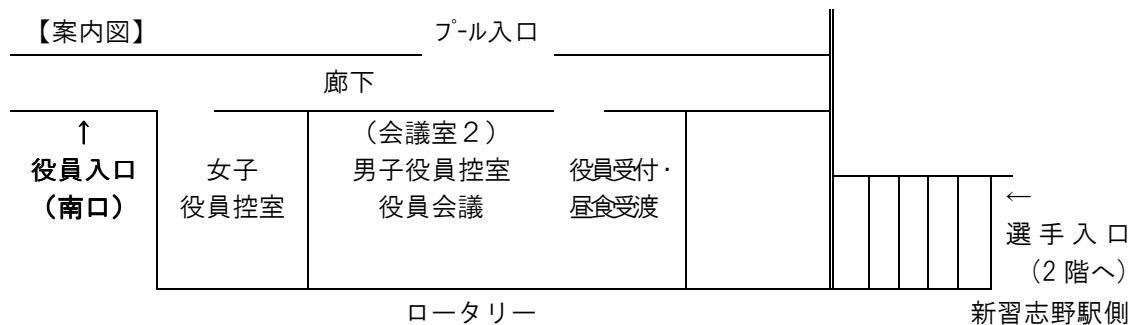 【案内図】
ﾌﾟｰﾙ入口
廊下
↑
役員入口
（南口）
女子
役員控室
（会議室２）
男子役員控室
役員会議
役員受付・
昼食受渡
←
選手入口
（2階へ）
ロータリー
新習志野駅側